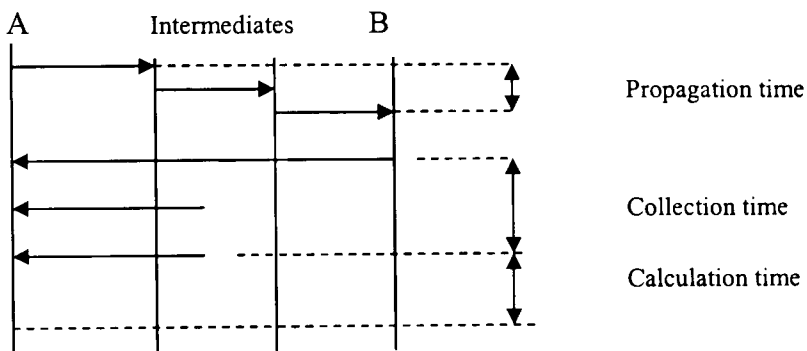 A Intermediates B
Propagation time
Collection time
Calculation time